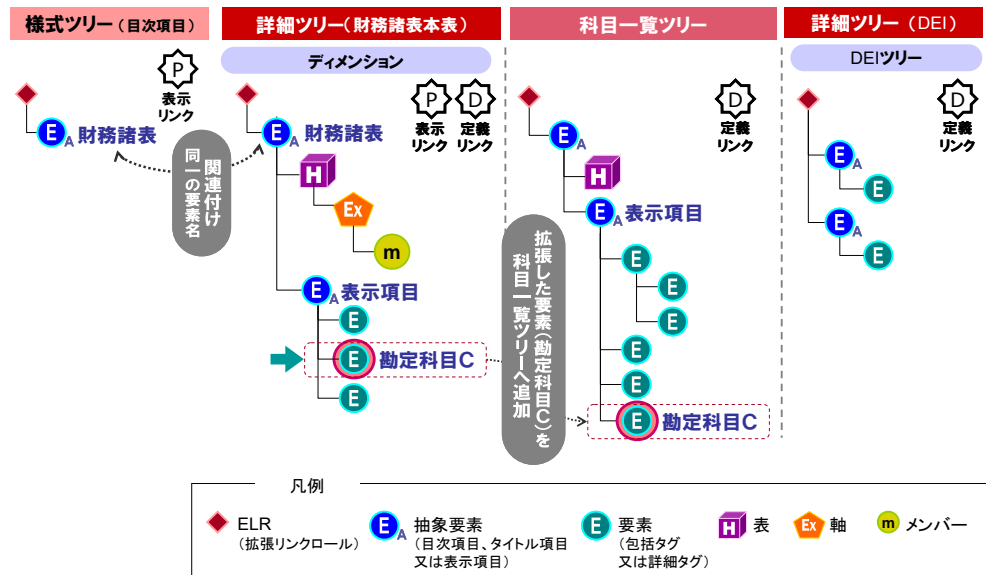 様式ツリー（目次項目）
P
表示
リンク
E
A 財務諸表
関連付け
同一の要素名
詳細ツリー（財務諸表本表）
ディメンション
P
表示
リンク
D
定義
リンク
E
A 財務諸表
H
Ex
m
E
A 表示項目
E
E 勘定科目C
E
科目一覧ツリー
D
定義
リンク
E
A
H
E
A 表示項目
E
E
E
E
E
E 勘定科目C
拡張した要素（勘定科目C）を
科目一覧ツリーへ追加
詳細ツリー（DEI）
DEIツリー
D
定義
リンク
E
A
E
E
A
E
凡例
ELR
（拡張リンクロール）
E
A
抽象要素
（目次項目、タイトル項目
又は表示項目）
E
要素
（包括タグ
又は詳細タグ）
H 表
Ex 軸
m メンバー